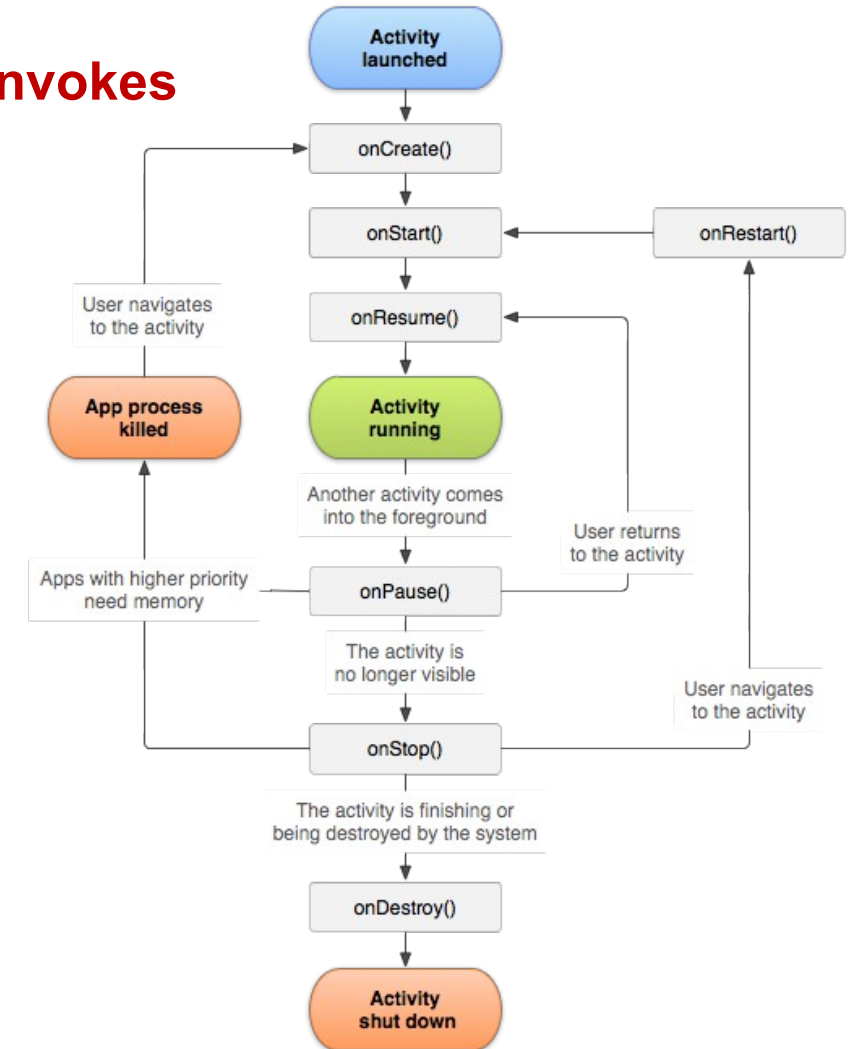 Activity
launched
nvokes
onCreate()
onStart()
onRestart()
User navigates
to the activity
onResume()
App process
killed
Activity
running
Another activity comes
into the foreground
User returns
to the activity
Apps with higher priority
need memory
onPause()
The activity is
no longer visible
User navigates
to the activity
onStop()
The activity is finishing or
being destroyed by the system
onDestroy()
Activity
shut down